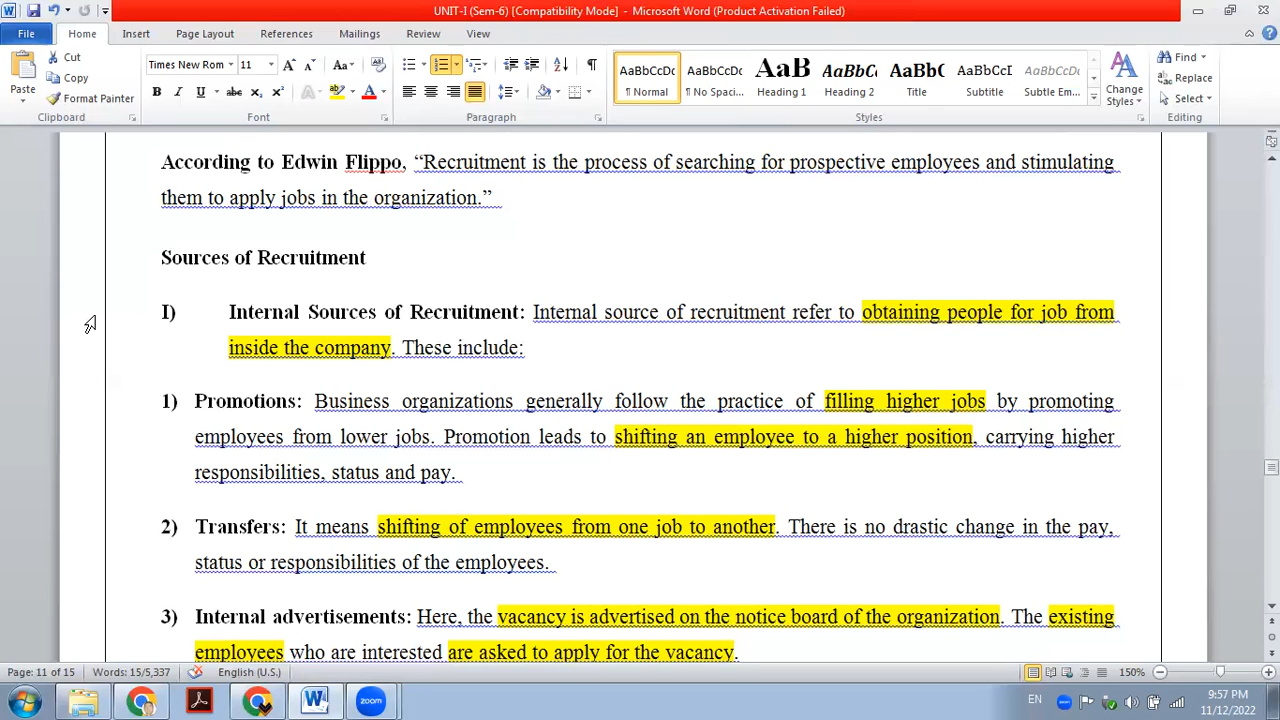 UNIT-I (Sem-6) [Compatibility Mode] - Microsoft Word (Product Activation Failed)
File Home Insert Page Layout References Mailings Review View
Paste Cut Copy Format Painter Clipboard
Times New Rom 11 Font
Paragraph
AaBbCcDc ¶ Normal AaBbCcDc ¶ No Spaci... AaB Heading 1 AaBbCc Heading 2 AaBb( Title AaBbCcDc Subtitle AaBbCcDc Subtle Em... Change Styles Styles
Find Replace Select Editing
According to Edwin Flippo, “Recruitment is the process of searching for prospective employees and stimulating
them to apply jobs in the organization.”
Sources of Recruitment
I) Internal Sources of Recruitment: Internal source of recruitment refer to obtaining people for job from
inside the company. These include:
1) Promotions: Business organizations generally follow the practice of filling higher jobs by promoting
employees from lower jobs. Promotion leads to shifting an employee to a higher position, carrying higher
responsibilities, status and pay.
2) Transfers: It means shifting of employees from one job to another. There is no drastic change in the pay,
status or responsibilities of the employees.
3) Internal advertisements: Here, the vacancy is advertised on the notice board of the organization. The existing
employees who are interested are asked to apply for the vacancy.
Page: 11 of 15 Words: 15/5,337 English (U.S.) 150%
zoom EN 9:57 PM
11/12/2022